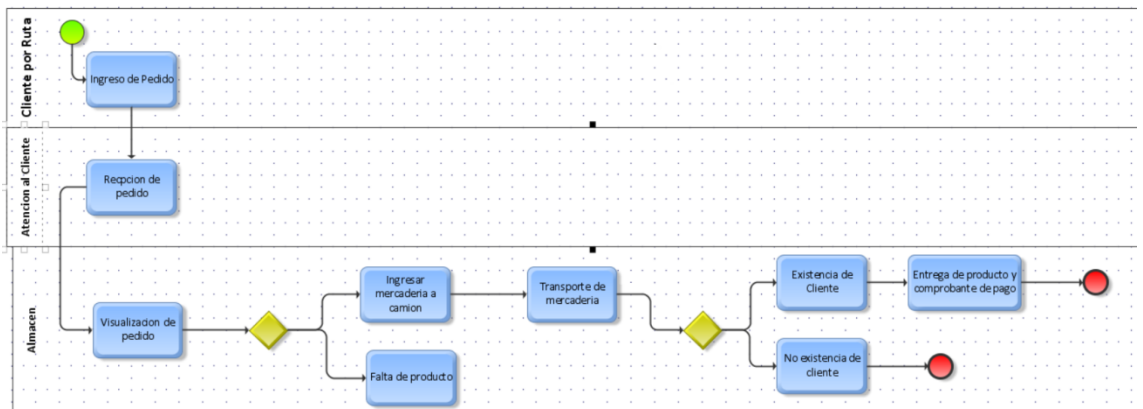 Cliente por Ruta
Ingreso de Pedido
Atencion al Cliente
Reqpcion de
pedido
Almacen
Visualizacion de
pedido
Ingresar
mercaderia a
camion
Falta de producto
Transporte de
mercaderia
Existencia de
Cliente
Entrega de producto y
comprobante de pago
No existencia de
cliente